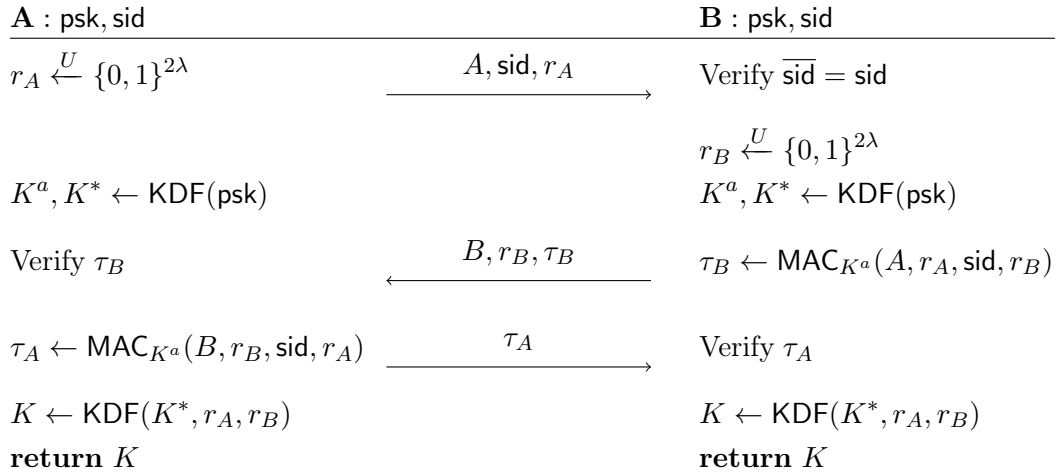 A : psk, sid B : psk, sid
r_A ←^U {0, 1}^{2λ} A, sid, r_A Verify \overline{sid} = sid
r_B ←^U {0, 1}^{2λ}
K^a, K^* ← KDF(psk) K^a, K^* ← KDF(psk)
Verify τ_B B, r_B, τ_B τ_B ← MAC_{K^a}(A, r_A, sid, r_B)
τ_A ← MAC_{K^a}(B, r_B, sid, r_A) τ_A Verify τ_A
K ← KDF(K^*, r_A, r_B) K ← KDF(K^*, r_A, r_B)
return K return K